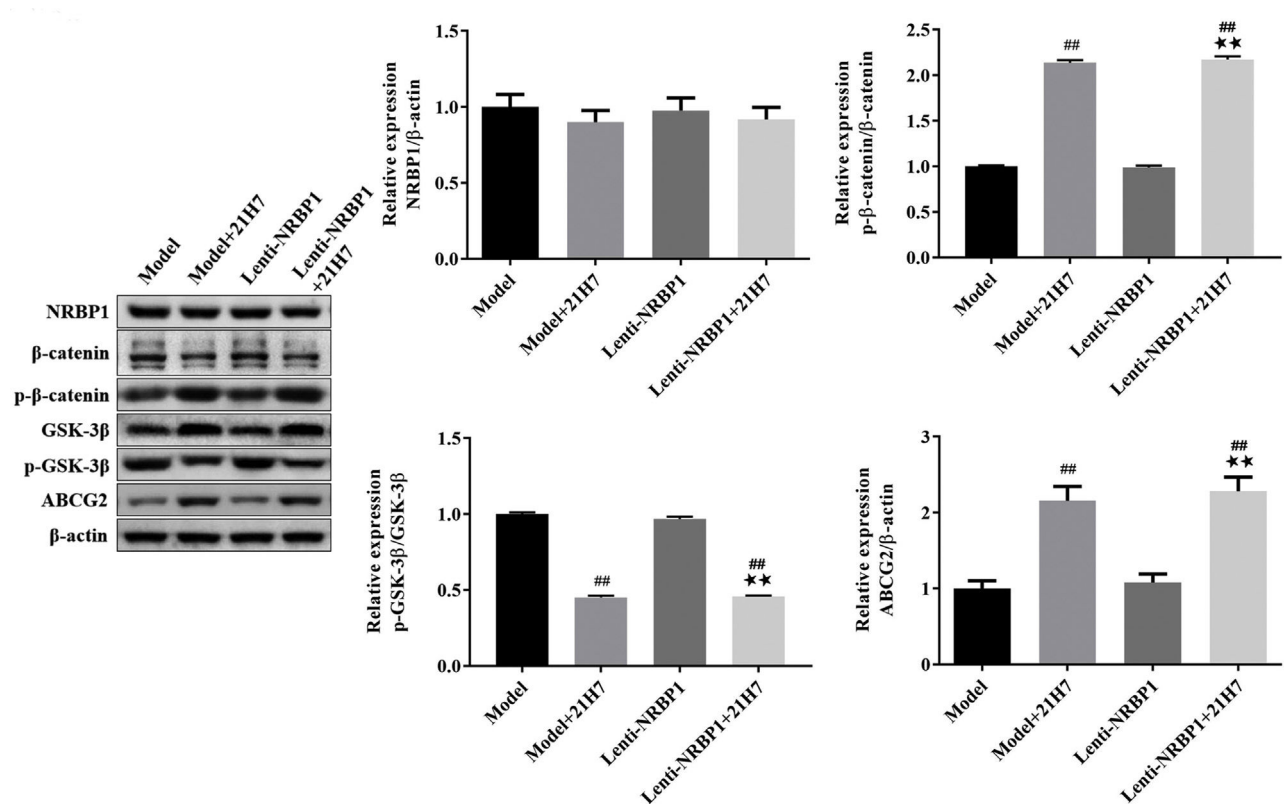 Model
Model+21H7
Lenti-NRBP1
Lenti-NRBP1
+21H7
NRBP1
β-catenin
p-β-catenin
GSK-3β
p-GSK-3β
ABCG2
β-actin
Relative expression
NRBP1/β-actin
1.5
1.0
0.5
0.0
Model
Model+21H7
Lenti-NRBP1
Lenti-NRBP1+21H7
Relative expression
p-β-catenin/β-catenin
2.5
2.0
1.5
1.0
0.5
0.0
##
##
★★
Model
Model+21H7
Lenti-NRBP1
Lenti-NRBP1+21H7
Relative expression
p-GSK-3β/GSK-3β
1.5
1.0
0.5
0.0
##
##
★★
Model
Model+21H7
Lenti-NRBP1
Lenti-NRBP1+21H7
Relative expression
ABCG2/β-actin
3
2
1
0
##
##
★★
Model
Model+21H7
Lenti-NRBP1
Lenti-NRBP1+21H7